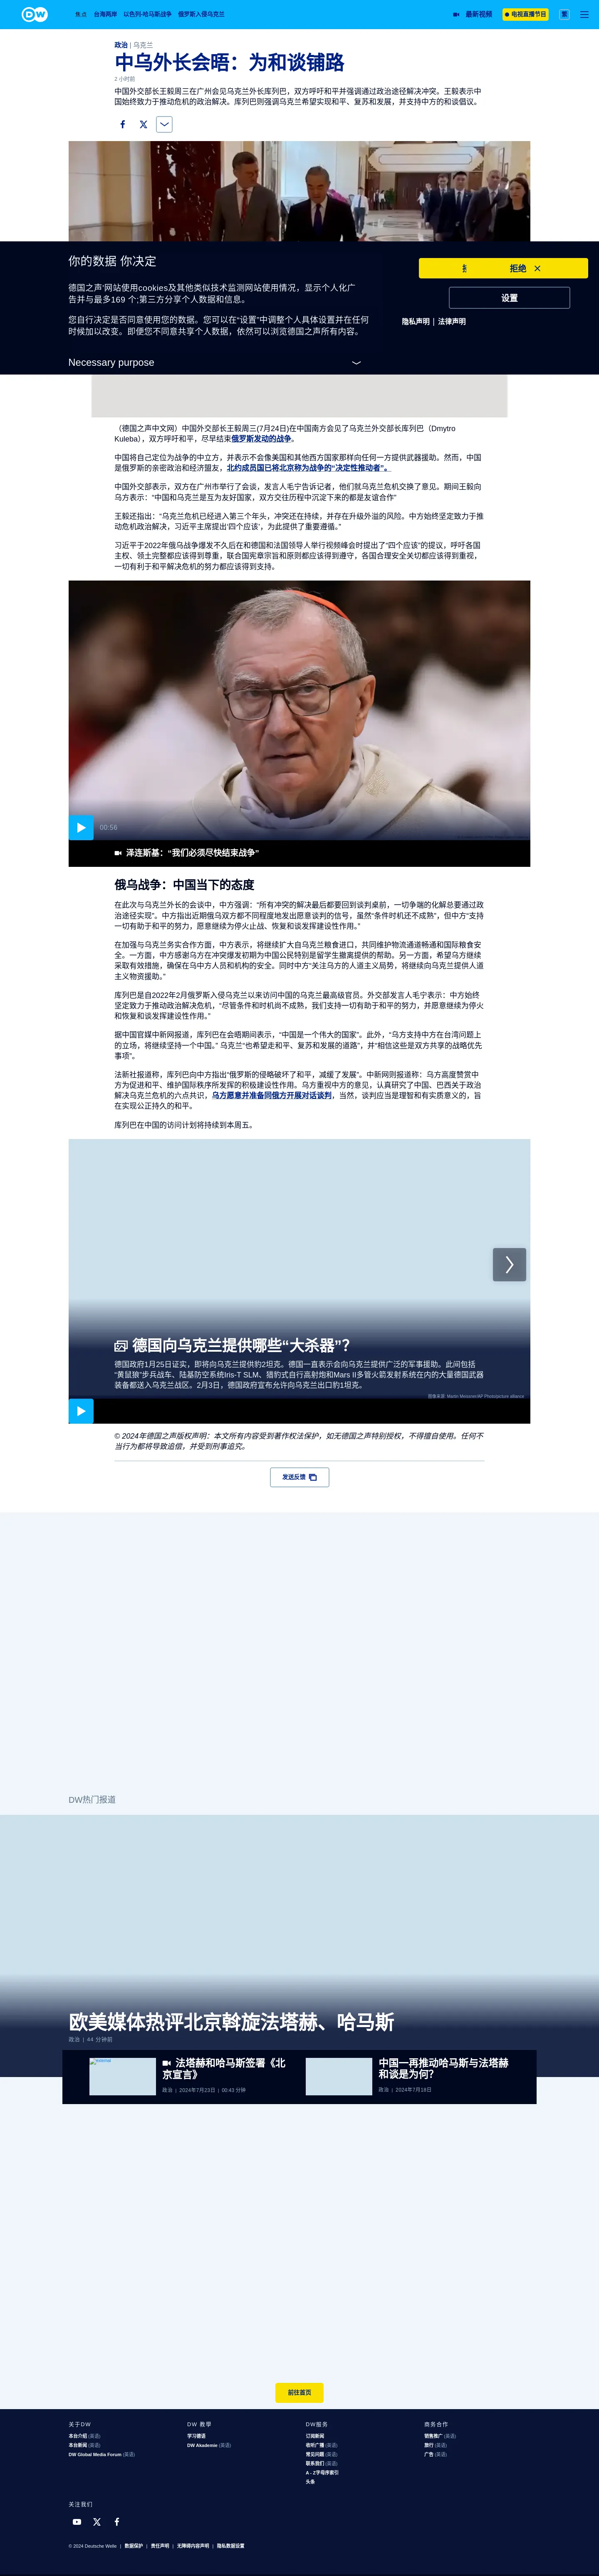 DW
焦点 台海两岸 以色列-哈马斯战争 俄罗斯入侵乌克兰 最新视频 电视直播节目 繁
政治 | 乌克兰
中乌外长会晤：为和谈铺路
2 小时前
中国外交部外长王毅周三在广州会见乌克兰外长库列巴，双方呼吁和平并强调通过政治途径解决冲突。王毅表示中
国始终致力于推动危机的政治解决。库列巴则强调乌克兰希望实现和平、复苏和发展，并支持中方的和谈倡议。
你的数据 你决定
拒绝
德国之声'网站使用cookies及其他类似技术监测网站使用情况，显示个人化广
告并与最多169 个;第三方分享个人数据和信息。
设置
您自行决定是否同意使用您的数据。您可以在"设置"中调整个人具体设置并在任何
时候加以改变。即便您不同意共享个人数据，依然可以浏览德国之声所有内容。
隐私声明 | 法律声明
Necessary purpose
（德国之声中文网）中国外交部外长王毅周三(7月24日)在中国南方会见了乌克兰外交部长库列巴（Dmytro
Kuleba），双方呼吁和平，尽早结束俄罗斯发动的战争。
中国将自己定位为战争的中立方，并表示不会像美国和其他西方国家那样向任何一方提供武器援助。然而，中国
是俄罗斯的亲密政治和经济盟友，北约成员国已将北京称为战争的"决定性推动者"。
中国外交部表示，双方在广州市举行了会谈，发言人毛宁告诉记者，他们就乌克兰危机交换了意见。期间王毅向
乌方表示："中国和乌克兰是互为友好国家，双方交往历程中沉淀下来的都是友谊合作"
王毅还指出："乌克兰危机已经进入第三个年头，冲突还在持续，并存在升级外溢的风险。中方始终坚定致力于推
动危机政治解决，习近平主席提出'四个应该'，为此提供了重要遵循。"
习近平于2022年俄乌战争爆发不久后在和德国和法国领导人举行视频峰会时提出了"四个应该"的提议，呼吁各国
主权、领土完整都应该得到尊重，联合国宪章宗旨和原则都应该得到遵守，各国合理安全关切都应该得到重视，
一切有利于和平解决危机的努力都应该得到支持。
00:56
泽连斯基："我们必须尽快结束战争"
俄乌战争：中国当下的态度
在此次与乌克兰外长的会谈中，中方强调："所有冲突的解决最后都要回到谈判桌前，一切争端的化解总要通过政
治途径实现"。中方指出近期俄乌双方都不同程度地发出愿意谈判的信号，虽然"条件时机还不成熟"，但中方"支持
一切有助于和平的努力，愿意继续为停火止战、恢复和谈发挥建设性作用。"
在加强与乌克兰务实合作方面，中方表示，将继续扩大自乌克兰粮食进口，共同维护物流通道畅通和国际粮食安
全。一方面，中方感谢乌方在冲突爆发初期为中国公民特别是留学生撤离提供的帮助。另一方面，希望乌方继续
采取有效措施，确保在乌中方人员和机构的安全。同时中方"关注乌方的人道主义局势，将继续向乌克兰提供人道
主义物资援助。"
库列巴是自2022年2月俄罗斯入侵乌克兰以来访问中国的乌克兰最高级官员。外交部发言人毛宁表示：中方始终
坚定致力于推动政治解决危机，"尽管条件和时机尚不成熟，我们支持一切有助于和平的努力，并愿意继续为停火
和恢复和谈发挥建设性作用。"
据中国官媒中新网报道，库列巴在会晤期间表示，"中国是一个伟大的国家"。此外，"乌方支持中方在台湾问题上
的立场，将继续坚持一个中国。" 乌克兰"也希望走和平、复苏和发展的道路"，并"相信这些是双方共享的战略优先
事项"。
法新社报道称，库列巴向中方指出"俄罗斯的侵略破坏了和平，减缓了发展"。中新网则报道称：乌方高度赞赏中
方为促进和平、维护国际秩序所发挥的积极建设性作用。乌方重视中方的意见，认真研究了中国、巴西关于政治
解决乌克兰危机的六点共识，乌方愿意并准备同俄方开展对话谈判，当然，谈判应当是理智和有实质意义的，旨
在实现公正持久的和平。
库列巴在中国的访问计划将持续到本周五。
德国向乌克兰提供哪些"大杀器"？
德国政府1月25日证实，即将向乌克兰提供豹2坦克。德国一直表示会向乌克兰提供广泛的军事援助。此间包括
"黄鼠狼"步兵战车、陆基防空系统Iris-T SLM、猎豹式自行高射炮和Mars II多管火箭发射系统在内的大量德国武器
装备都送入乌克兰战区。2月3日，德国政府宣布允许向乌克兰出口豹1坦克。
图像来源: Martin Meissner/AP Photo/picture alliance
© 2024年德国之声版权声明：本文所有内容受到著作权法保护，如无德国之声特别授权，不得擅自使用。任何不
当行为都将导致追偿，并受到刑事追究。
发送反馈
DW热门报道
欧美媒体热评北京斡旋法塔赫、哈马斯
政治 | 44 分钟前
法塔赫和哈马斯签署《北
京宣言》
政治 | 2024年7月23日 | 00:43 分钟
中国一再推动哈马斯与法塔赫
和谈是为何？
政治 | 2024年7月18日
前往首页
关于DW
本台介绍 (英语)
本台新闻 (英语)
DW Global Media Forum (英语)
DW 教學
学习德语
DW Akademie (英语)
DW服务
订阅新闻
收听广播 (英语)
常见问题 (英语)
联系我们 (英语)
A - Z字母序索引
头条
商务合作
销售推广 (英语)
旅行 (英语)
广告 (英语)
关注我们
© 2024 Deutsche Welle | 数据保护 | 责任声明 | 无障碍内容声明 | 隐私数据设置